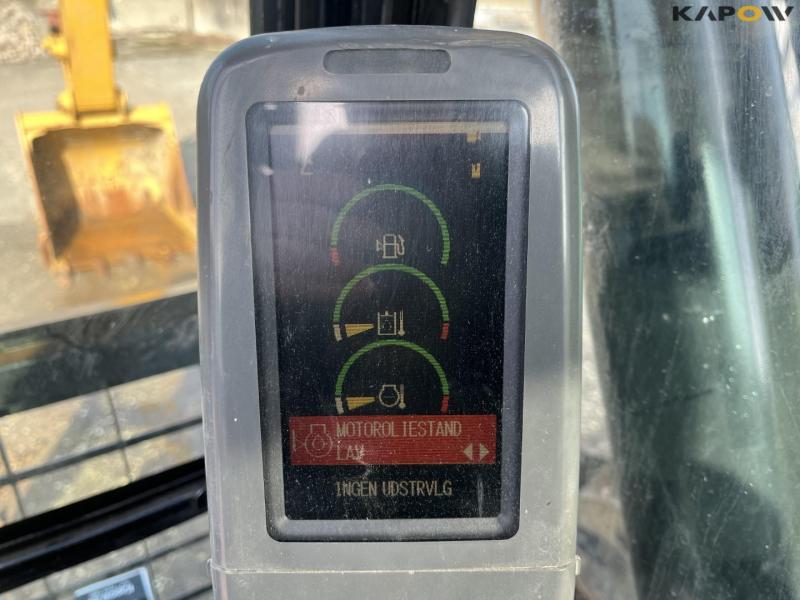 KAPOW
MOTOROLIESTAND
LAV
INGEN UDSTRVLG